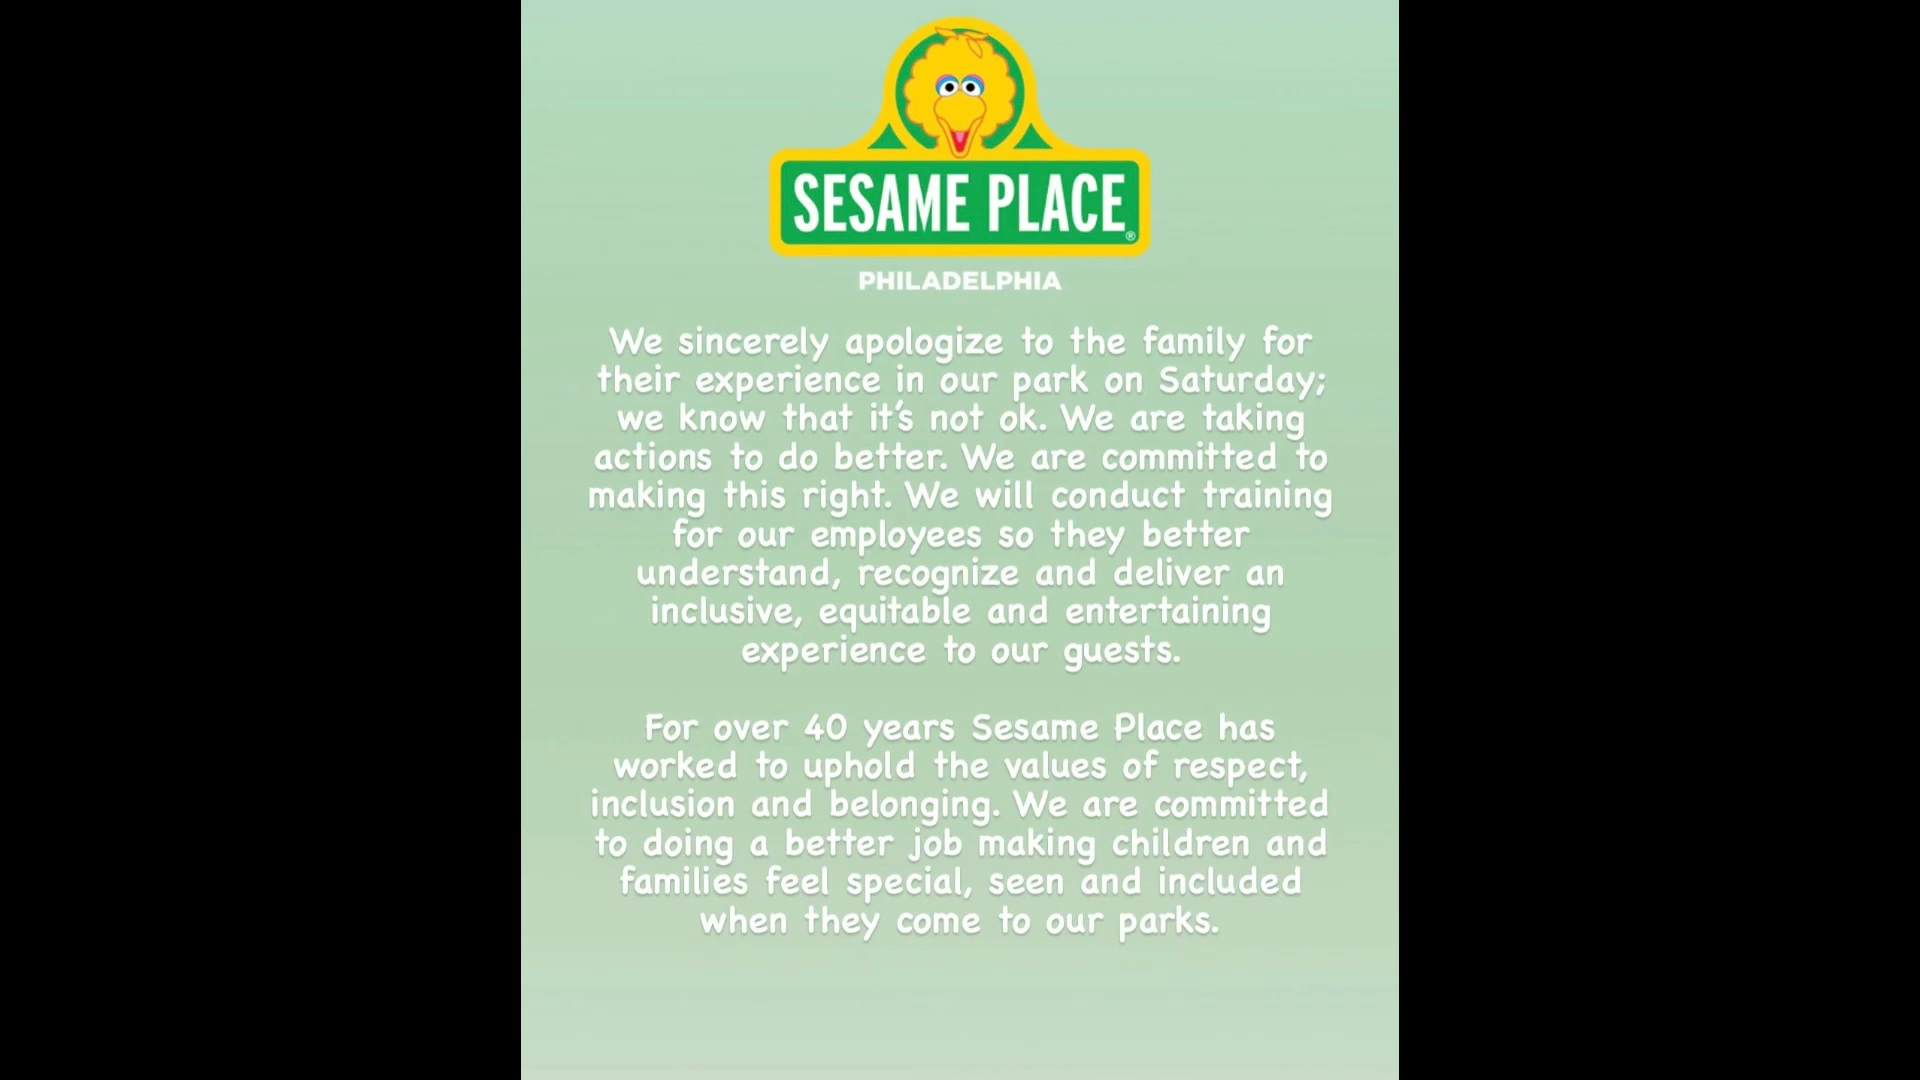 SESAME PLACE®
PHILADELPHIA
We sincerely apologize to the family for
their experience in our park on Saturday;
we know that it's not ok. We are taking
actions to do better. We are committed to
making this right. We will conduct training
for our employees so they better
understand, recognize and deliver an
inclusive, equitable and entertaining
experience to our guests.
For over 40 years Sesame Place has
worked to uphold the values of respect,
inclusion and belonging. We are committed
to doing a better job making children and
families feel special, seen and included
when they come to our parks.